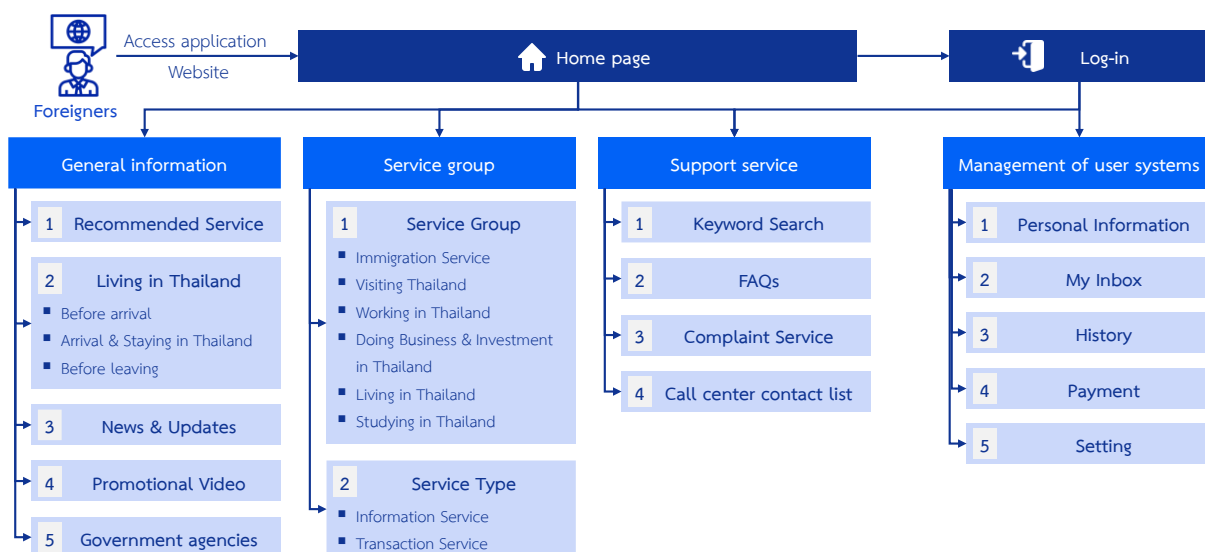 Access application
Website
Foreigners
Home page
Log-in
General information
1 Recommended Service
2 Living in Thailand
▪ Before arrival
▪ Arrival & Staying in Thailand
▪ Before leaving
3 News & Updates
4 Promotional Video
5 Government agencies
Service group
1 Service Group
▪ Immigration Service
▪ Visiting Thailand
▪ Working in Thailand
▪ Doing Business & Investment
in Thailand
▪ Living in Thailand
▪ Studying in Thailand
2 Service Type
▪ Information Service
▪ Transaction Service
Support service
1 Keyword Search
2 FAQs
3 Complaint Service
4 Call center contact list
Management of user systems
1 Personal Information
2 My Inbox
3 History
4 Payment
5 Setting